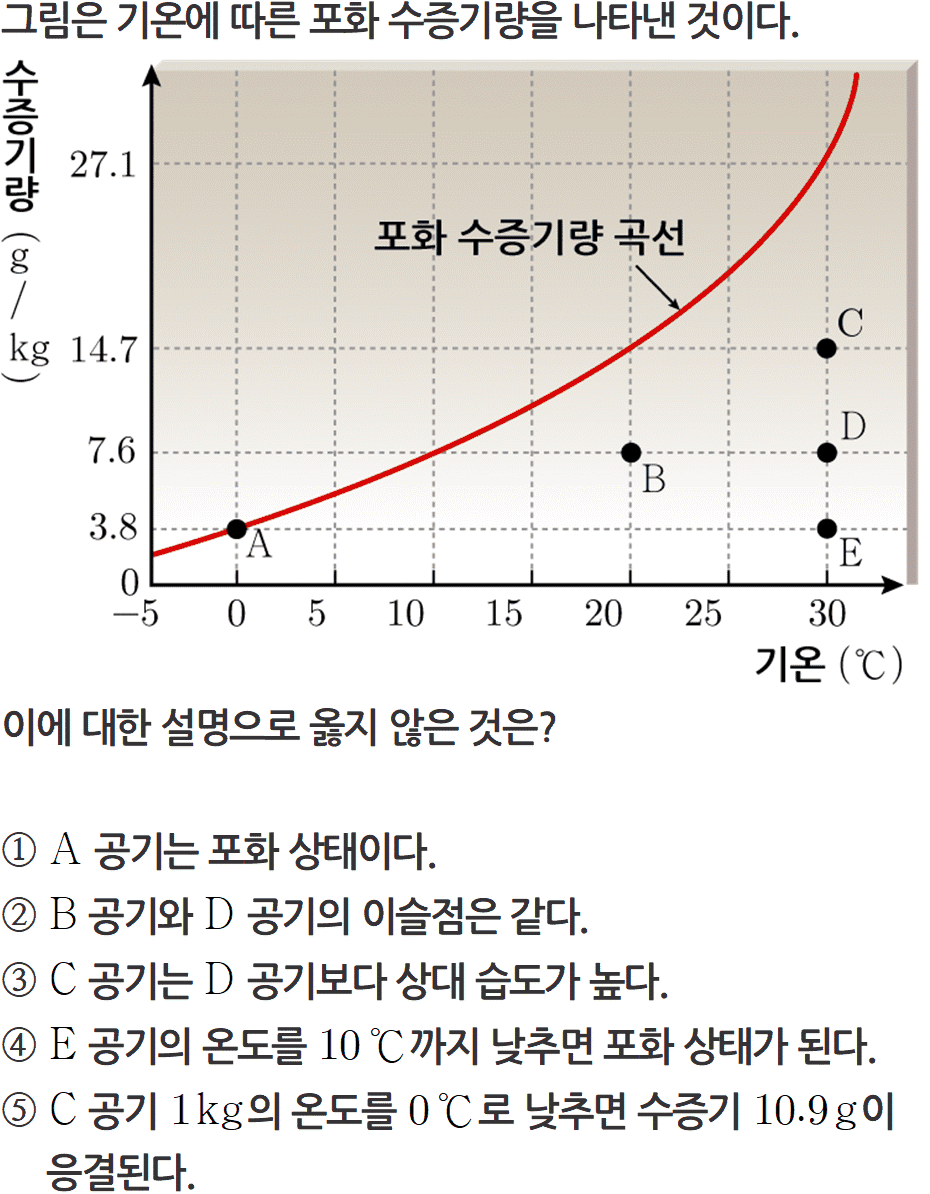 그림은 기온에 따른 포화 수증기량을 나타낸 것이다.
수증기량 (g/kg)
27.1
포화 수증기량 곡선
C
14.7
D
7.6
B
3.8
A
E
0
−5 0 5 10 15 20 25 30
기온 (℃)
이에 대한 설명으로 옳지 않은 것은?
① A 공기는 포화 상태이다.
② B 공기와 D 공기의 이슬점은 같다.
③ C 공기는 D 공기보다 상대 습도가 높다.
④ E 공기의 온도를 10 ℃까지 낮추면 포화 상태가 된다.
⑤ C 공기 1 kg의 온도를 0 ℃로 낮추면 수증기 10.9 g이
응결된다.